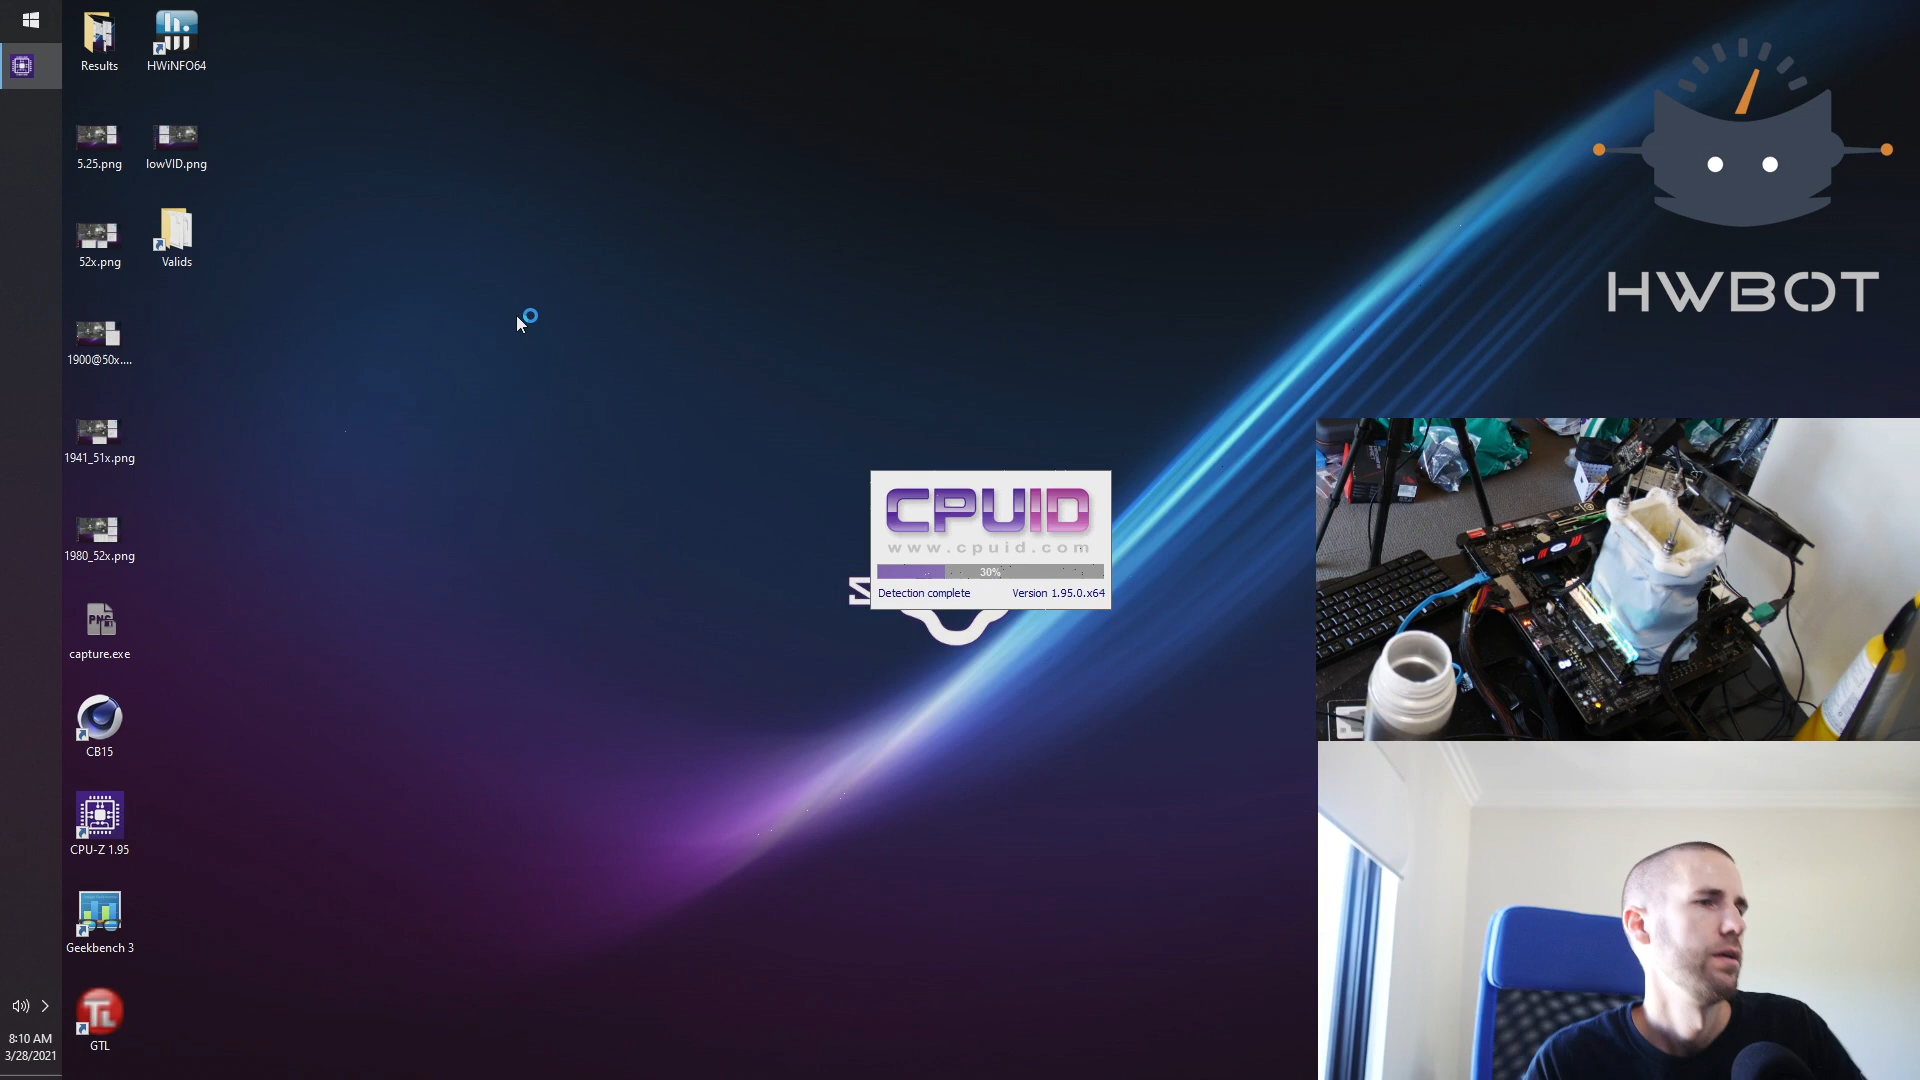 Results
HWiNFO64
5.25.png
lowVID.png
52x.png
Valids
1900@50x....
1941_51x.png
1980_52x.png
PNG
capture.exe
CB15
CPU-Z 1.95
Geekbench 3
TL
GTL
8:10 AM
3/28/2021
HWBOT
CPUID
www.cpuid.com
30%
Detection complete
Version 1.95.0.x64